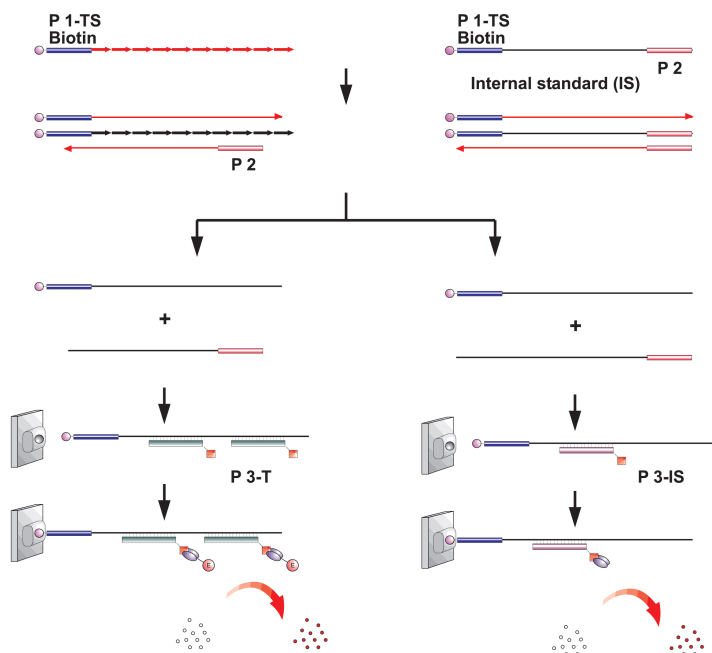 P 1-TS
Biotin
P 1-TS
Biotin
P 2
Internal standard (IS)
P 2
+
+
P 3-T
P 3-IS
E
E